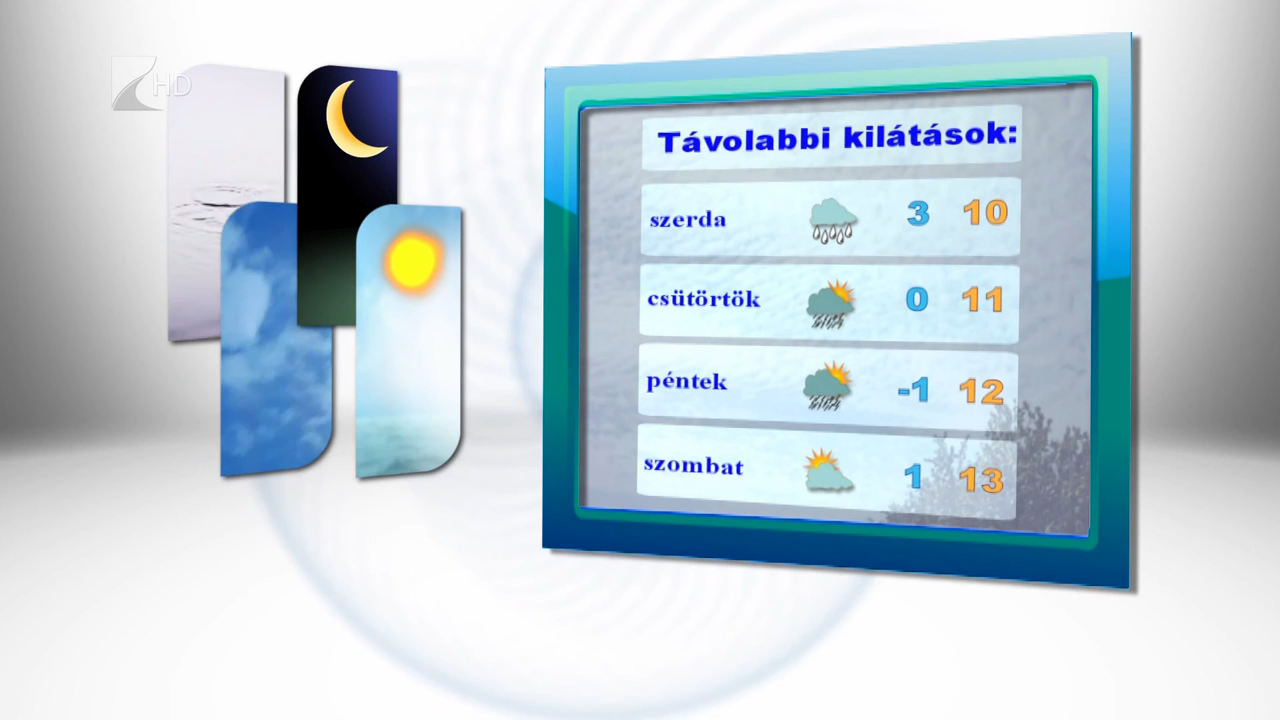 HD
Távolabbi kilátások:
szerda 3 10
csütörtök 0 11
péntek -1 12
szombat 1 13